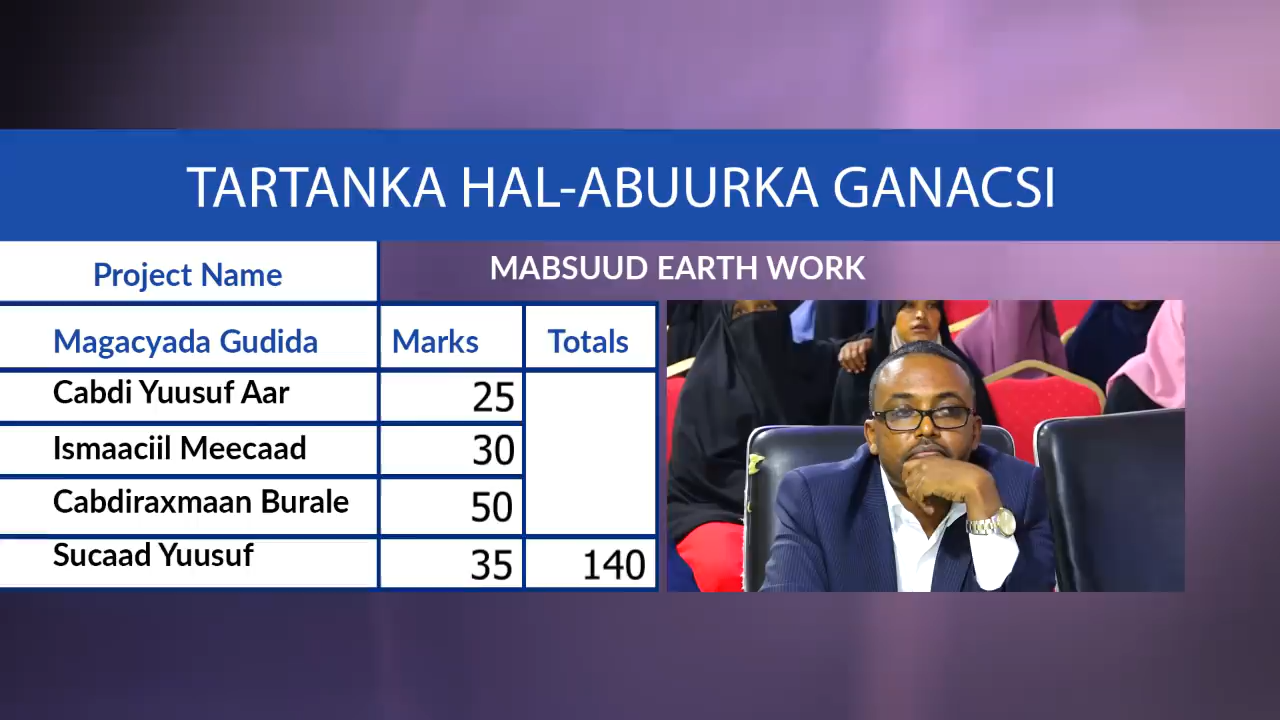 TARTANKA HAL-ABUURKA GANACSI
Project Name MABSUUD EARTH WORK
Magacyada Gudida Marks Totals
Cabdi Yuusuf Aar 25
Ismaaciil Meecaad 30
Cabdiraxmaan Burale 50
Sucaad Yuusuf 35 140